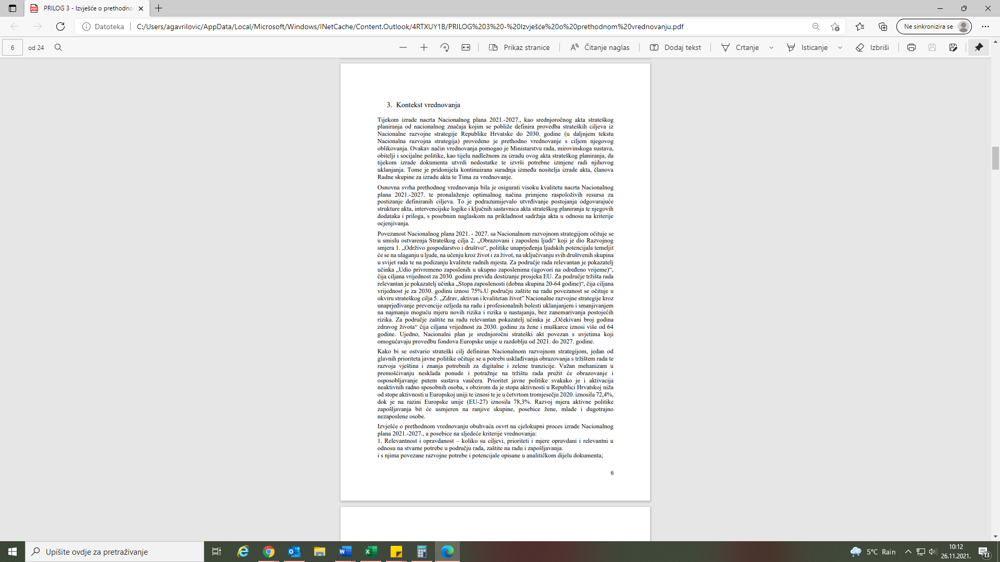 PRILOG 3 - Izvješće o prethodno
Datoteka
C:/Users/agavrilovic/AppData/Local/Microsoft/Windows/INetCache/Content.Outlook/4RTXUY1B/PRILOG%203%20-%20Izvješće%20o%20prethodnom%20vrednovanju.pdf
Ne sinkronizira se
6
od 24
Prikaz stranice
Čitanje naglas
Dodaj tekst
Crtanje
Isticanje
Izbriši
3. Kontekst vrednovanja
Tijekom izrade nacrta Nacionalnog plana 2021.-2027., kao srednjoročnog akta strateškog
planiranja od nacionalnog značaja kojim se pobliže definira provedba strateških ciljeva iz
Nacionalne razvojne strategije Republike Hrvatske do 2030. godine (u daljnjem tekstu
Nacionalna razvojna strategija) provedeno je prethodno vrednovanje s ciljem njegovog
oblikovanja. Ovakav način vrednovanja pomogao je Ministarstvu rada, mirovinskoga sustava,
obitelji i socijalne politike, kao tijelu nadležnom za izradu ovog akta strateškog planiranja, da
tijekom izrade dokumenta utvrdi nedostatke te izvrši potrebne izmjene radi njihovog
uklanjanja. Tome je pridonijela kontinuirana suradnja između nositelja izrade akta, članova
Radne skupine za izradu akta te Tima za vrednovanje.
Osnovna svrha prethodnog vrednovanja bila je osigurati visoku kvalitetu nacrta Nacionalnog
plana 2021.-2027. te pronalaženje optimalnog načina primjene raspoloživih resursa za
postizanje definiranih ciljeva. To je podrazumijevalo utvrđivanje postojanja odgovarajuće
strukture akta, intervencijske logike i ključnih sastavnica akta strateškog planiranja te njegovih
dodataka i priloga, s posebnim naglaskom na prikladnost sadržaja akta u odnosu na kriterije
ocjenjivanja.
Povezanost Nacionalnog plana 2021. - 2027. sa Nacionalnom razvojnom strategijom očituje se
u smislu ostvarenja Strateškog cilja 2. „Obrazovani i zaposleni ljudi“ koji je dio Razvojnog
smjera 1. „Održivo gospodarstvo i društvo“, politike unaprjeđenja ljudskih potencijala temeljit
će se na ulaganju u ljude, na učenju kroz život i za život, na uključivanju svih društvenih skupina
u svijet rada te na podizanju kvalitete radnih mjesta. Za područje rada relevantan je pokazatelj
učinka „Udio privremeno zaposlenih u ukupno zaposlenima (ugovori na određeno vrijeme)“,
čija ciljana vrijednost za 2030. godinu previđa dostizanje prosjeka EU. Za područje tržišta rada
relevantan je pokazatelj učinka „Stopa zaposlenosti (dobna skupina 20-64 godine)“, čija ciljana
vrijednost je za 2030. godinu iznosi 75%.U području zaštite na radu povezanost se očituje u
okviru strateškog cilja 5. „Zdrav, aktivan i kvalitetan život” Nacionalne razvojne strategije kroz
unaprjeđivanje prevencije ozljeda na radu i profesionalnih bolesti uklanjanjem i smanjivanjem
na najmanju moguću mjeru novih rizika i rizika u nastajanju, bez zanemarivanja postojećih
rizika. Za područje zaštite na radu relevantan pokazatelj učinka je „Očekivani broj godina
zdravog života“ čija ciljana vrijednost za 2030. godinu za žene i muškarce iznosi više od 64
godine. Ujedno, Nacionalni plan je srednjoročni strateški akt povezan s uvjetima koji
omogućavaju provedbu fondova Europske unije u razdoblju od 2021. do 2027. godine.
Kako bi se ostvario strateški cilj definiran Nacionalnom razvojnom strategijom, jedan od
glavnih prioriteta javne politike očituje se u potrebi usklađivanja obrazovanja s tržištem rada te
razvoja vještina i znanja potrebnih za digitalne i zelene tranzicije. Važan mehanizam u
premošćivanju nesklada ponude i potražnje na tržištu rada pružit će obrazovanje i
osposobljavanje putem sustava vaučera. Prioritet javne politike svakako je i aktivacija
neaktivnih radno sposobnih osoba, s obzirom da je stopa aktivnosti u Republici Hrvatskoj niža
od stope aktivnosti u Europskoj uniji te iznosi te je u četvrtom tromjesečju 2020. iznosila 72,4%,
dok je na razini Europske unije (EU-27) iznosila 78,3%. Razvoj mjera aktivne politike
zapošljavanja bit će usmjeren na ranjive skupine, posebice žene, mlade i dugotrajno
nezaposlene osobe.
Izvješće o prethodnom vrednovanju obuhvaća osvrt na cjelokupni proces izrade Nacionalnog
plana 2021.-2027., a posebice na sljedeće kriterije vrednovanja:
1. Relevantnost i opravdanost – koliko su ciljevi, prioriteti i mjere opravdani i relevantni u
odnosu na stvarne potrebe u području rada, zaštite na radu i zapošljavanja.
i s njima povezane razvojne potrebe i potencijale opisane u analitičkom dijelu dokumenta;
6
Upišite ovdje za pretraživanje
5°C Rain
10:12
26.11.2021.
13